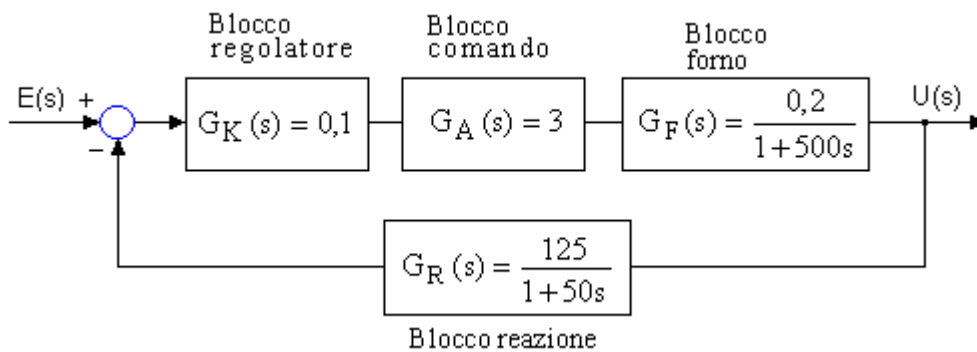 Blocco
regolatore
Blocco
comando
Blocco
forno
E(s) +
−
G_K(s) = 0,1
G_A(s) = 3
G_F(s) = 0,2 / 1+500s
U(s)
G_R(s) = 125 / 1+50s
Blocco reazione